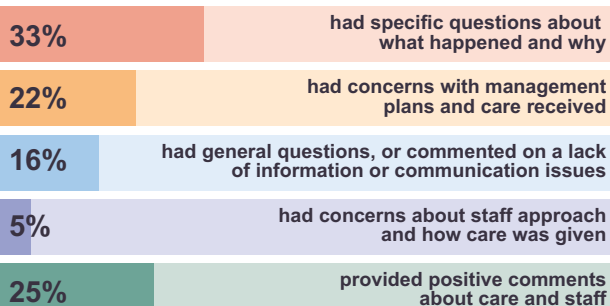 33%
had specific questions about
what happened and why
22%
had concerns with management
plans and care received
16%
had general questions, or commented on a lack
of information or communication issues
5%
had concerns about staff approach
and how care was given
25%
provided positive comments
about care and staff